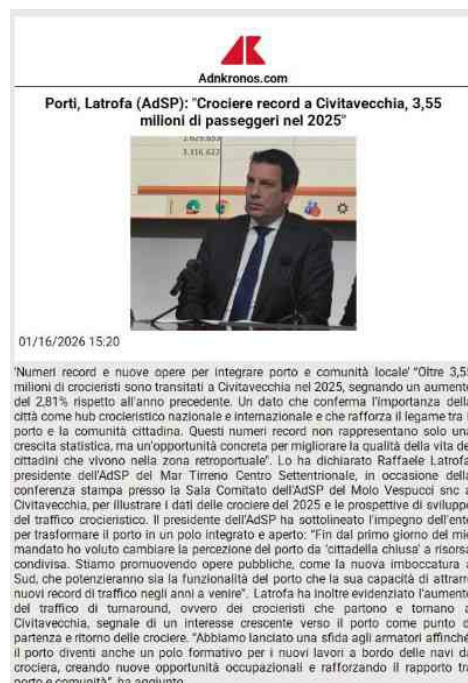 Adnkronos.com
Porti, Latrofa (AdSP): "Crociere record a Civitavecchia, 3,55
milioni di passeggeri nel 2025"
3.316.627
01/16/2026 15:20
'Numeri record e nuove opere per integrare porto e comunità locale' "Oltre 3,55
milioni di crocieristi sono transitati a Civitavecchia nel 2025, segnando un aumento
del 2,81% rispetto all'anno precedente. Un dato che conferma l'importanza della
città come hub crocieristico nazionale e internazionale e che rafforza il legame tra i
porto e la comunità cittadina. Questi numeri record non rappresentano solo una
crescita statistica, ma un'opportunità concreta per migliorare la qualità della vita dei
cittadini che vivono nella zona retroportuale". Lo ha dichiarato Raffaele Latrofa,
presidente dell'AdSP del Mar Tirreno Centro Settentrionale, in occasione della
conferenza stampa presso la Sala Comitato dell'AdSP del Molo Vespucci snc a
Civitavecchia, per illustrare i dati delle crociere del 2025 e le prospettive di sviluppo
del traffico crocieristico. Il presidente dell'AdSP ha sottolineato l'impegno dell'ente
per trasformare il porto in un polo integrato e aperto: "Fin dal primo giorno del mio
mandato ho voluto cambiare la percezione del porto da 'cittadella chiusa' a risorsa
condivisa. Stiamo promuovendo opere pubbliche, come la nuova imboccatura a
Sud, che potenzieranno sia la funzionalità del porto che la sua capacità di attrarre
nuovi record di traffico negli anni a venire". Latrofa ha inoltre evidenziato l'aumento
del traffico di turnaround, ovvero dei crocieristi che partono e tornano a
Civitavecchia, segnale di un interesse crescente verso il porto come punto di
partenza e ritorno delle crociere. "Abbiamo lanciato una sfida agli armatori affinché
il porto diventi anche un polo formativo per i nuovi lavori a bordo delle navi da
crociera, creando nuove opportunità occupazionali e rafforzando il rapporto tra
porto e comunità", ha aggiunto.